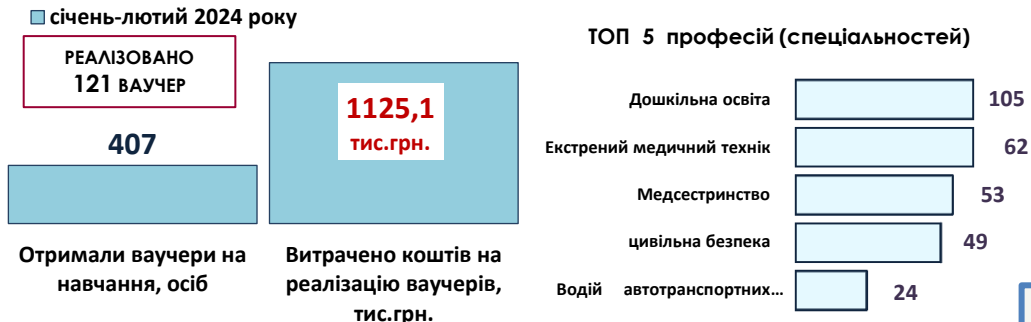 січень-лютий 2024 року
РЕАЛІЗОВАНО
121 ВАУЧЕР
407
1125,1
тис.грн.
Отримали ваучери на
навчання, осіб
Витрачено коштів на
реалізацію ваучерів,
тис.грн.
ТОП 5 професій (спеціальностей)
Дошкільна освіта 105
Екстрений медичний технік 62
Медсестринство 53
цивільна безпека 49
Водій автотранспортних… 24